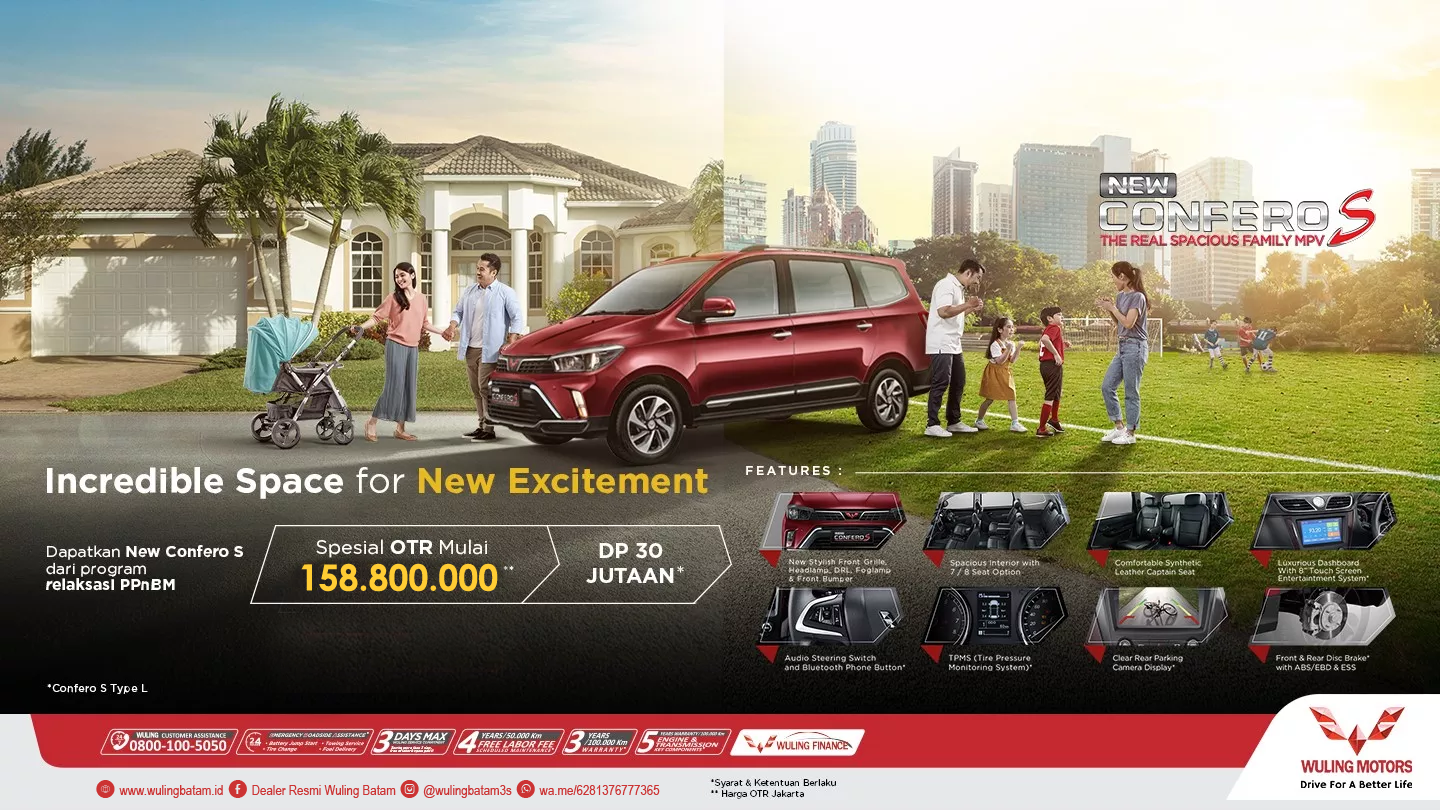 NEW
CONFERO S
THE REAL SPACIOUS FAMILY MPV
CONFERO S
Incredible Space for New Excitement
Dapatkan New Confero S
dari program
relaksasi PPnBM
Spesial OTR Mulai
158.800.000 **
DP 30
JUTAAN*
*Confero S Type L
FEATURES :
CONFERO S
New Stylish Front Grille,
Headlamp, DRL, Foglamp
& Front Bumper
Spacious Interior with
7 / 8 Seat Option
Comfortable Synthetic
Leather Captain Seat
Luxurious Dashboard
With 8" Touch Screen
Entertainment System*
Audio Steering Switch
and Bluetooth Phone Button*
TPMS (Tire Pressure
Monitoring System)*
Clear Rear Parking
Camera Display*
Front & Rear Disc Brake*
with ABS/EBD & ESS
WULING CUSTOMER ASSISTANCE
0800-100-5050
24
EMERGENCY ROADSIDE ASSISTANCE*
• Battery Jump Start • Towing Service
• Tire Change • Fuel Delivery
3 DAYS MAX
4 YEARS/50.000 Km
FREE LABOR FEE
SCHEDULED MAINTENANCE*
3 YEARS
/100.000 Km
WARRANTY*
5 YEARS WARRANTY/100.000 Km
ENGINE &
TRANSMISSION
KEY COMPONENTS*
WULING FINANCE
WULING MOTORS
Drive For A Better Life
www.wulingbatam.id Dealer Resmi Wuling Batam @wulingbatam3s wa.me/6281376777365
*Syarat & Ketentuan Berlaku
** Harga OTR Jakarta